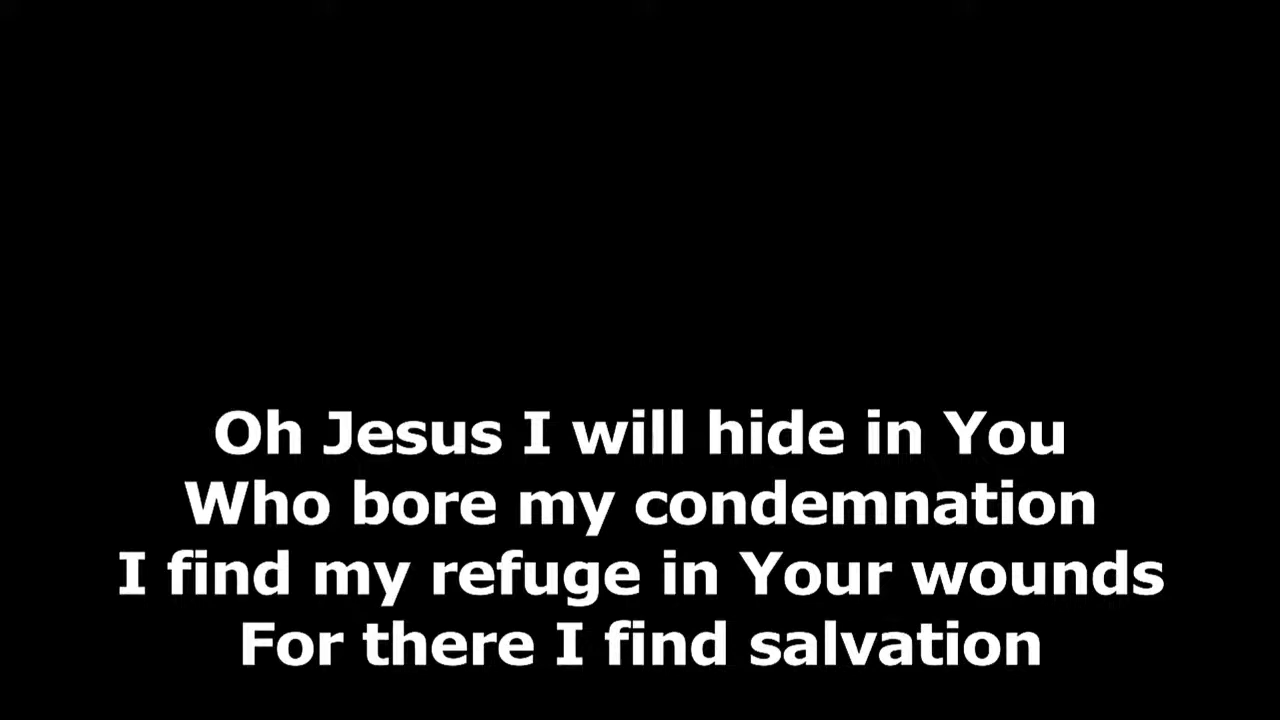 Oh Jesus I will hide in You
Who bore my condemnation
I find my refuge in Your wounds
For there I find salvation